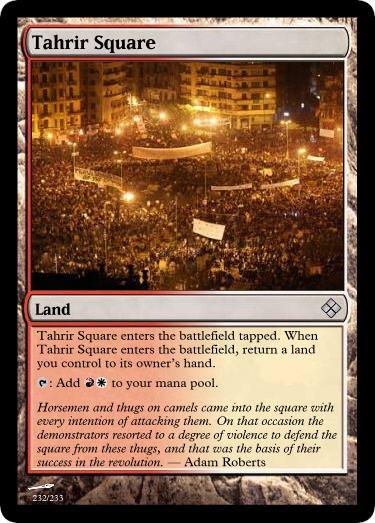 Tahrir Square
Land
Tahrir Square enters the battlefield tapped. When
Tahrir Square enters the battlefield, return a land
you control to its owner's hand.
: Add to your mana pool.
Horsemen and thugs on camels came into the square with
every intention of attacking them. On that occasion the
demonstrators resorted to a degree of violence to defend the
square from these thugs, and that was the basis of their
success in the revolution. — Adam Roberts
232/233